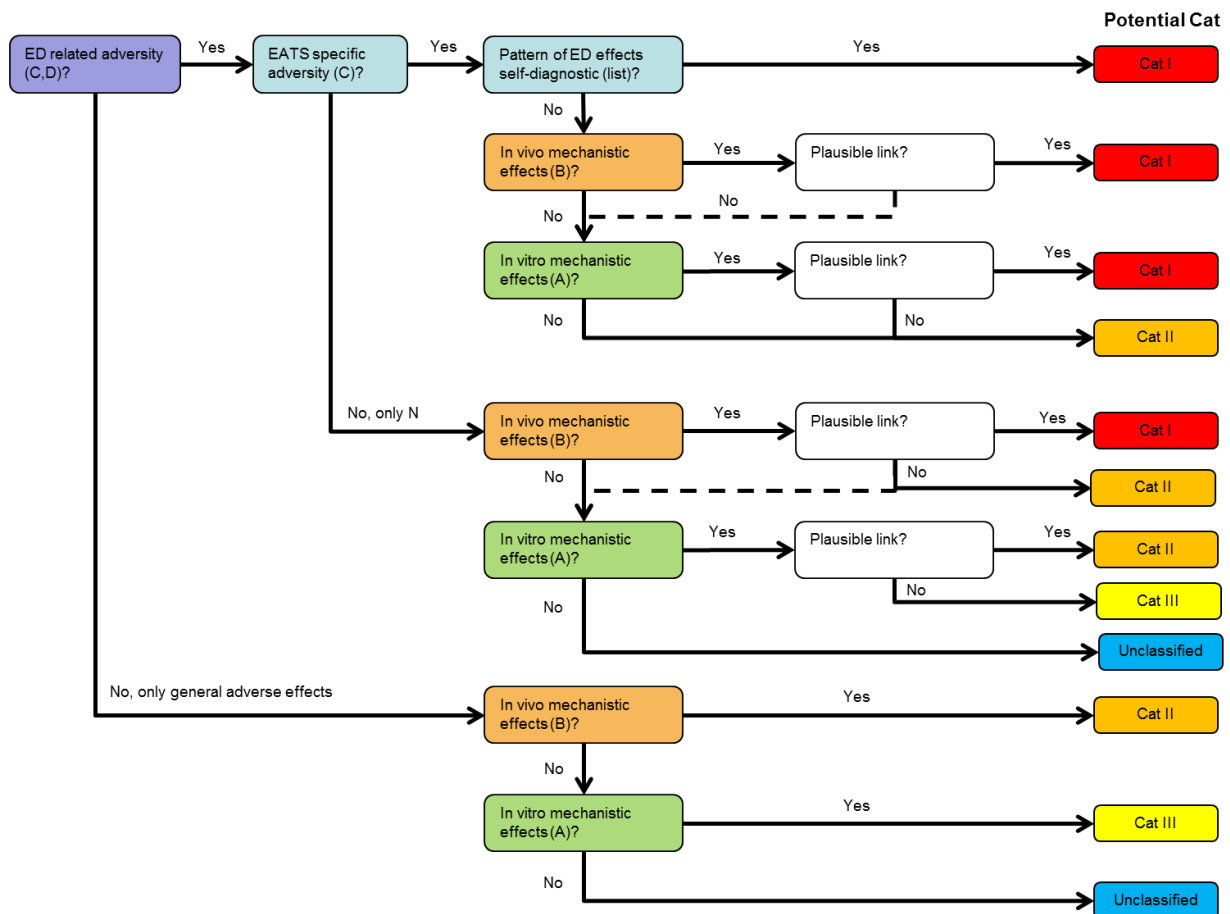 Potential Cat
ED related adversity
(C,D)?
Yes
EATS specific
adversity (C)?
Yes
Pattern of ED effects
self-diagnostic (list)?
Yes
Cat I
No
In vivo mechanistic
effects (B)?
Yes
Plausible link?
Yes
Cat I
No
No
In vitro mechanistic
effects (A)?
Yes
Plausible link?
Yes
Cat I
No
No
Cat II
No, only N
In vivo mechanistic
effects (B)?
Yes
Plausible link?
Yes
Cat I
No
No
Cat II
In vitro mechanistic
effects (A)?
Yes
Plausible link?
Yes
Cat II
No
No
Cat III
Unclassified
No, only general adverse effects
In vivo mechanistic
effects (B)?
Yes
Cat II
No
In vitro mechanistic
effects (A)?
Yes
Cat III
No
Unclassified